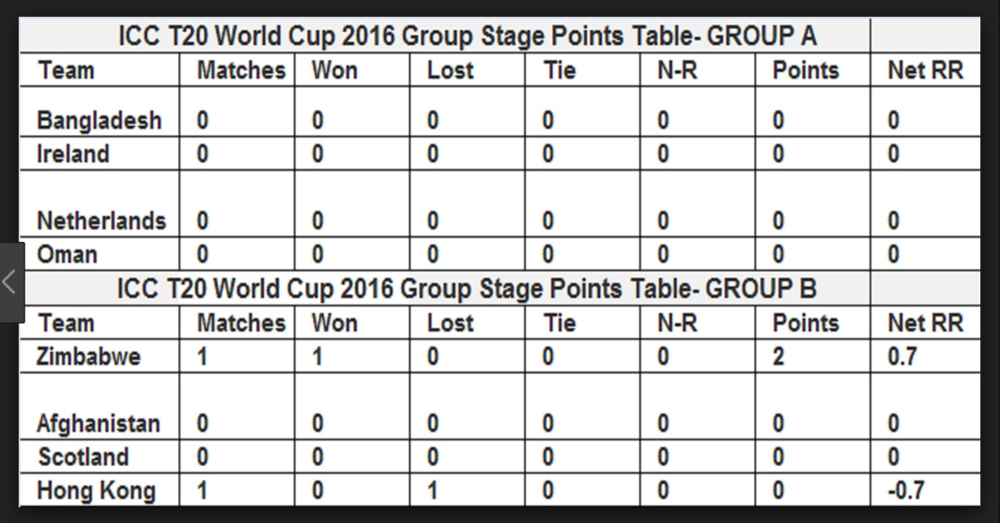 ICC T20 World Cup 2016 Group Stage Points Table- GROUP A
Team Matches Won Lost Tie N-R Points Net RR
Bangladesh 0 0 0 0 0 0 0
Ireland 0 0 0 0 0 0 0
Netherlands 0 0 0 0 0 0 0
Oman 0 0 0 0 0 0 0
ICC T20 World Cup 2016 Group Stage Points Table- GROUP B
Team Matches Won Lost Tie N-R Points Net RR
Zimbabwe 1 1 0 0 0 2 0.7
Afghanistan 0 0 0 0 0 0 0
Scotland 0 0 0 0 0 0 0
Hong Kong 1 0 1 0 0 0 -0.7